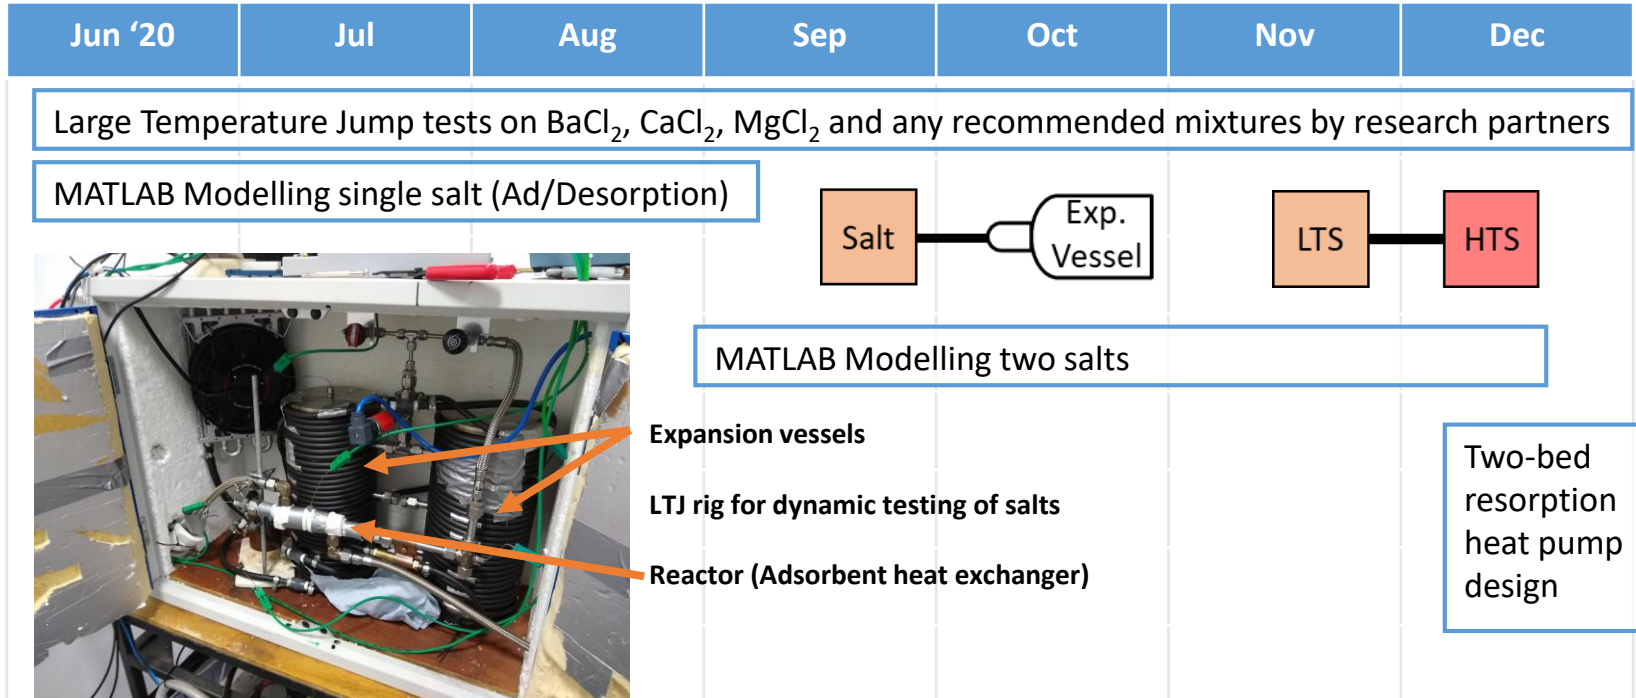 Jun ‘20 Jul Aug Sep Oct Nov Dec
Large Temperature Jump tests on BaCl₂, CaCl₂, MgCl₂ and any recommended mixtures by research partners
MATLAB Modelling single salt (Ad/Desorption)
Salt
Exp.
Vessel
LTS
HTS
MATLAB Modelling two salts
Expansion vessels
LTJ rig for dynamic testing of salts
Reactor (Adsorbent heat exchanger)
Two-bed
resorption
heat pump
design